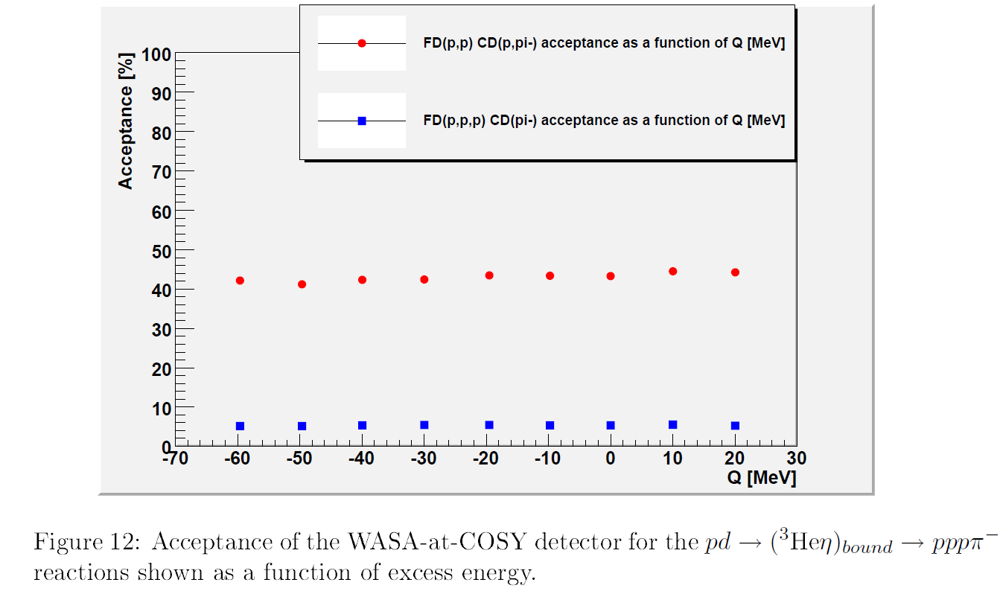 FD(p,p) CD(p,pi-) acceptance as a function of Q [MeV]
FD(p,p,p) CD(pi-) acceptance as a function of Q [MeV]
Acceptance [%]
100
90
80
70
60
50
40
30
20
10
0
-70 -60 -50 -40 -30 -20 -10 0 10 20 30
Q [MeV]
Figure 12: Acceptance of the WASA-at-COSY detector for the pd → (³Heη)bound → pppπ⁻
reactions shown as a function of excess energy.